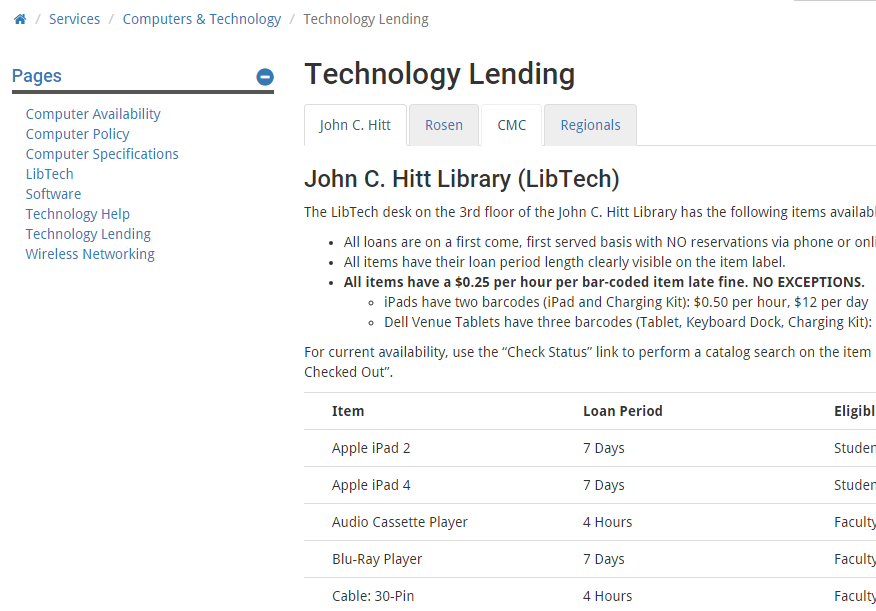 / Services / Computers & Technology / Technology Lending
Pages
Computer Availability
Computer Policy
Computer Specifications
LibTech
Software
Technology Help
Technology Lending
Wireless Networking
Technology Lending
John C. Hitt Rosen CMC Regionals
John C. Hitt Library (LibTech)
The LibTech desk on the 3rd floor of the John C. Hitt Library has the following items availabl
• All loans are on a first come, first served basis with NO reservations via phone or onli
• All items have their loan period length clearly visible on the item label.
• All items have a $0.25 per hour per bar-coded item late fine. NO EXCEPTIONS.
◦ iPads have two barcodes (iPad and Charging Kit): $0.50 per hour, $12 per day
◦ Dell Venue Tablets have three barcodes (Tablet, Keyboard Dock, Charging Kit):
For current availability, use the “Check Status” link to perform a catalog search on the item
Checked Out”.
Item Loan Period Eligibl
Apple iPad 2 7 Days Studen
Apple iPad 4 7 Days Studen
Audio Cassette Player 4 Hours Faculty
Blu-Ray Player 7 Days Faculty
Cable: 30-Pin 4 Hours Faculty